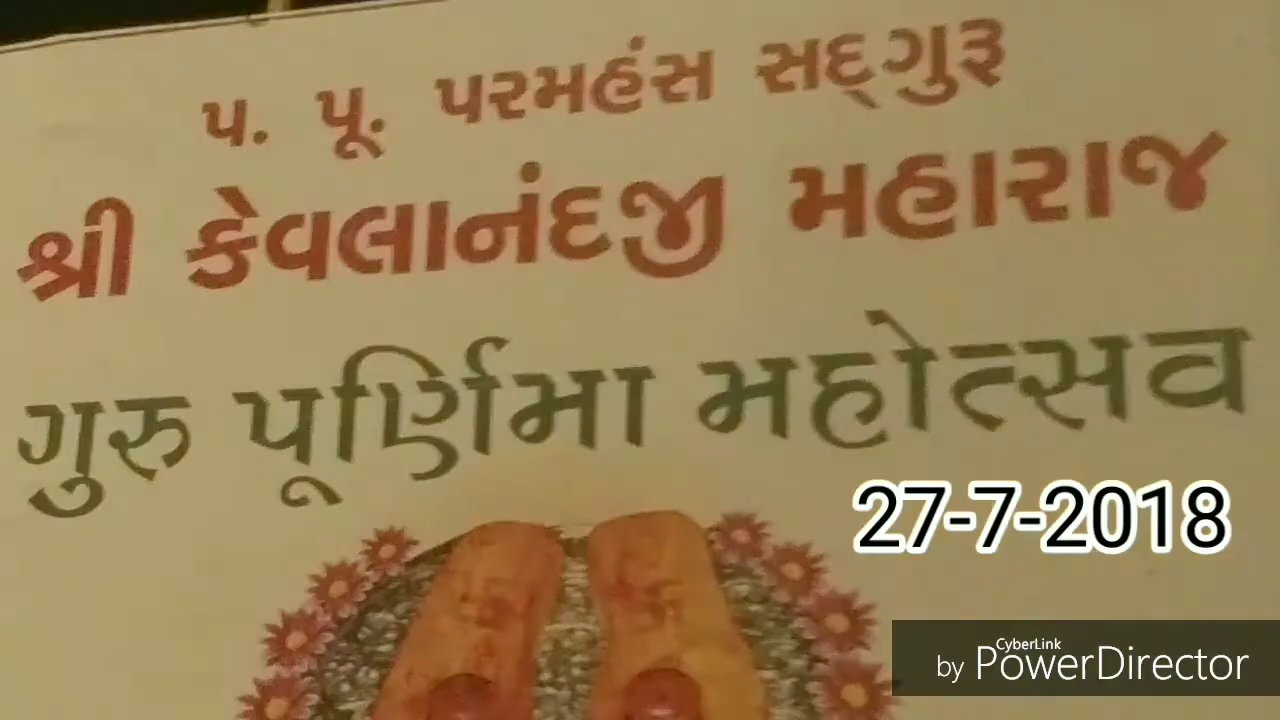 પ. પૂ. પરમહંસ સદ્‌ગુરૂ
શ્રી કેવલાનંદજી મહારાજ
ગુરુ પૂર્ણિમા મહોત્સવ
27-7-2018
CyberLink
by PowerDirector